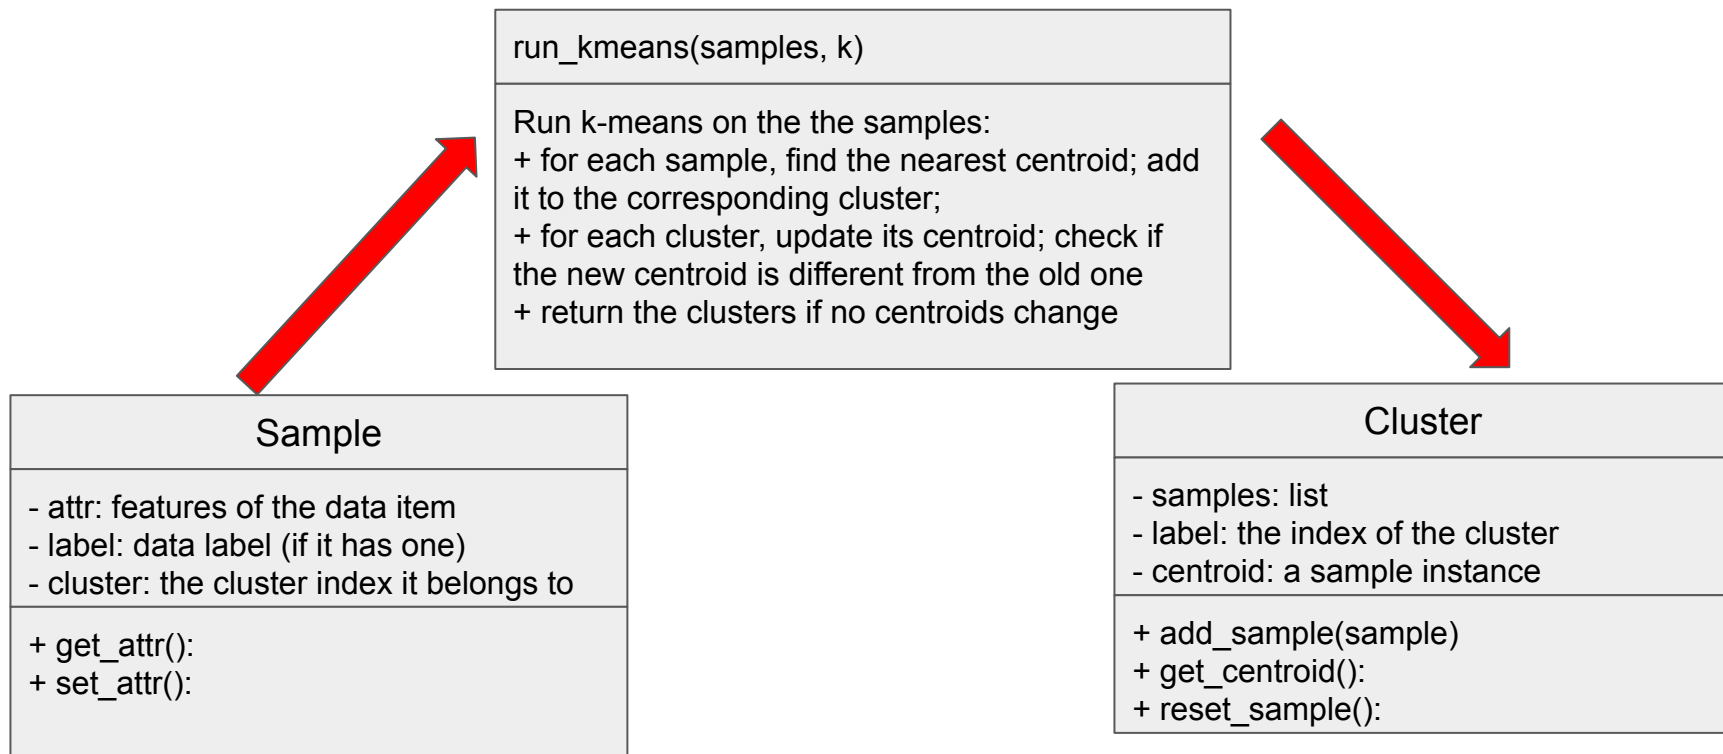 run_kmeans(samples, k)
Run k-means on the the samples:
+ for each sample, find the nearest centroid; add
it to the corresponding cluster;
+ for each cluster, update its centroid; check if
the new centroid is different from the old one
+ return the clusters if no centroids change
Sample
- attr: features of the data item
- label: data label (if it has one)
- cluster: the cluster index it belongs to
+ get_attr():
+ set_attr():
Cluster
- samples: list
- label: the index of the cluster
- centroid: a sample instance
+ add_sample(sample)
+ get_centroid():
+ reset_sample():